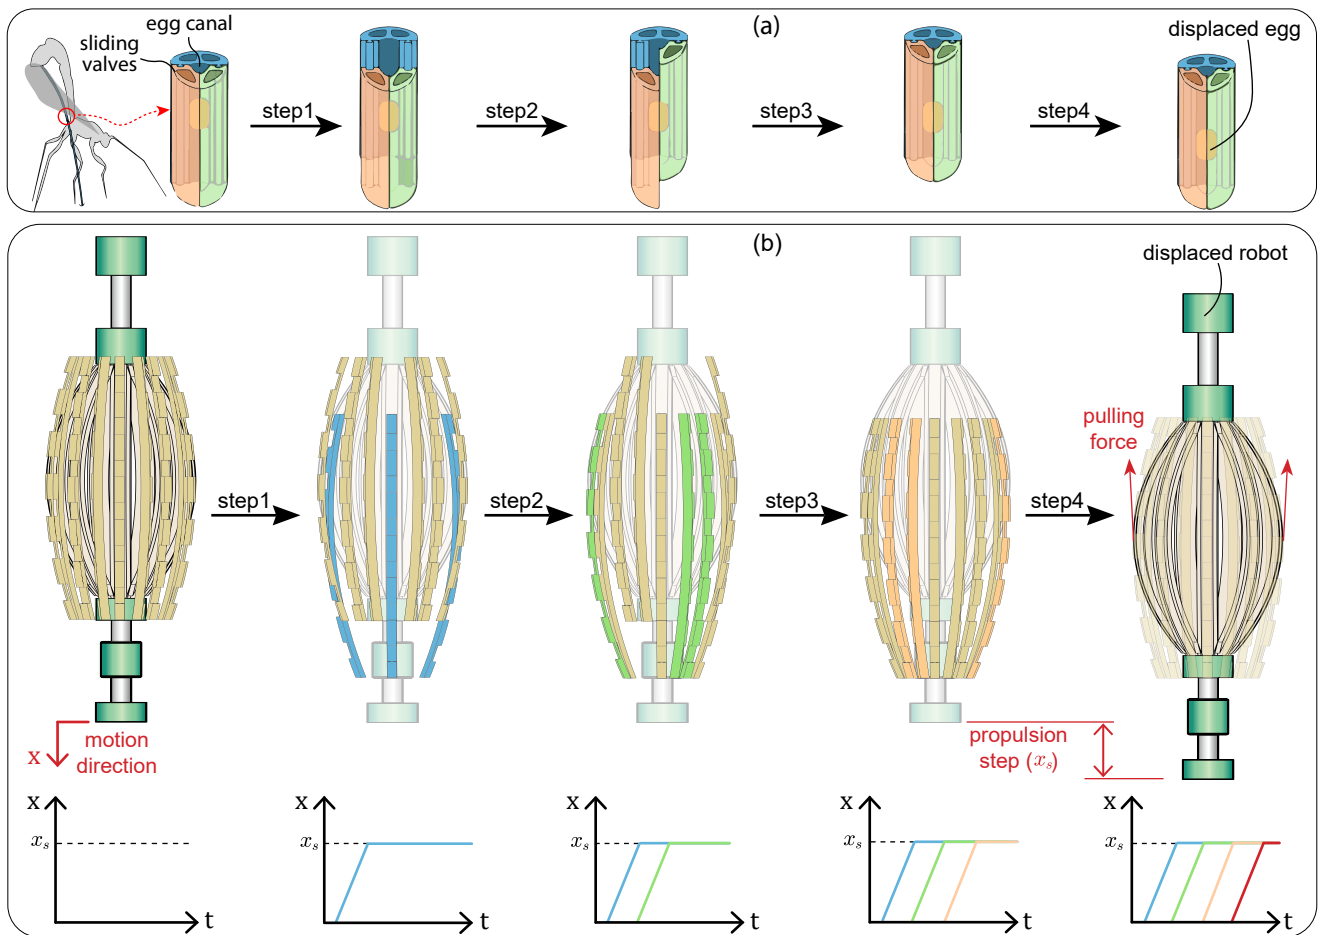 (a)
egg canal
sliding
valves
displaced egg
step1
step2
step3
step4
(b)
displaced robot
pulling
force
step1
step2
step3
step4
x
motion
direction
propulsion
step (xₛ)
x
xₛ
t
x
xₛ
t
x
xₛ
t
x
xₛ
t
x
xₛ
t